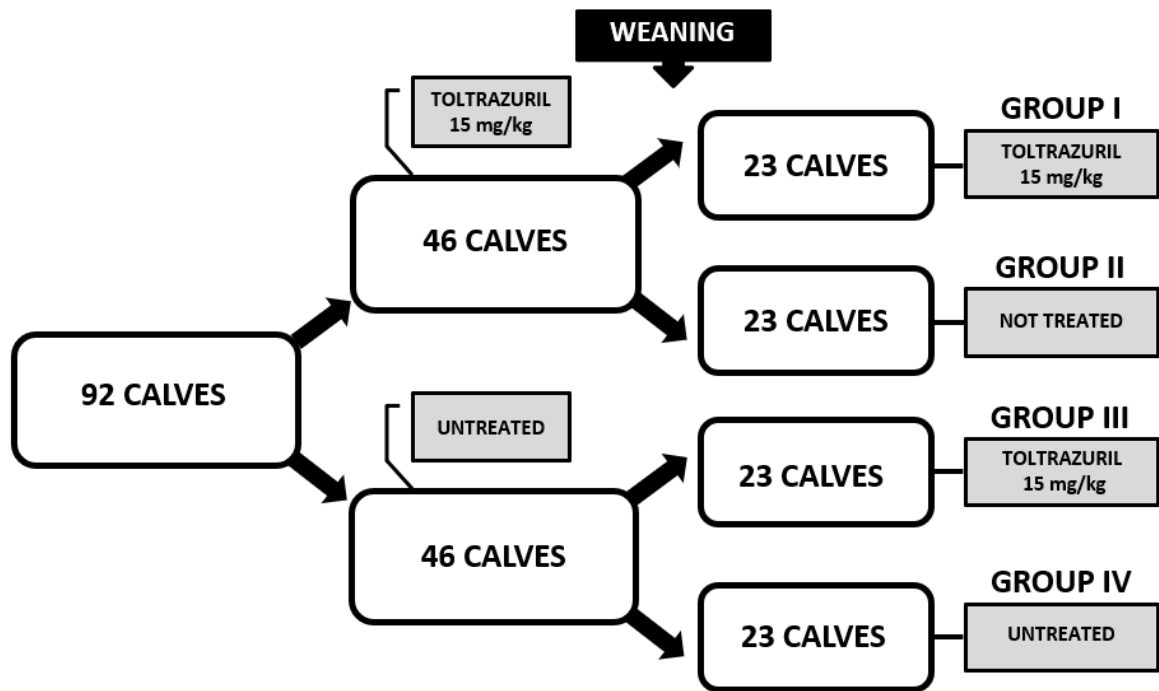 WEANING
TOLTRAZURIL
15 mg/kg
GROUP I
23 CALVES
TOLTRAZURIL
15 mg/kg
46 CALVES
GROUP II
23 CALVES
NOT TREATED
92 CALVES
UNTREATED
GROUP III
23 CALVES
TOLTRAZURIL
15 mg/kg
46 CALVES
GROUP IV
23 CALVES
UNTREATED